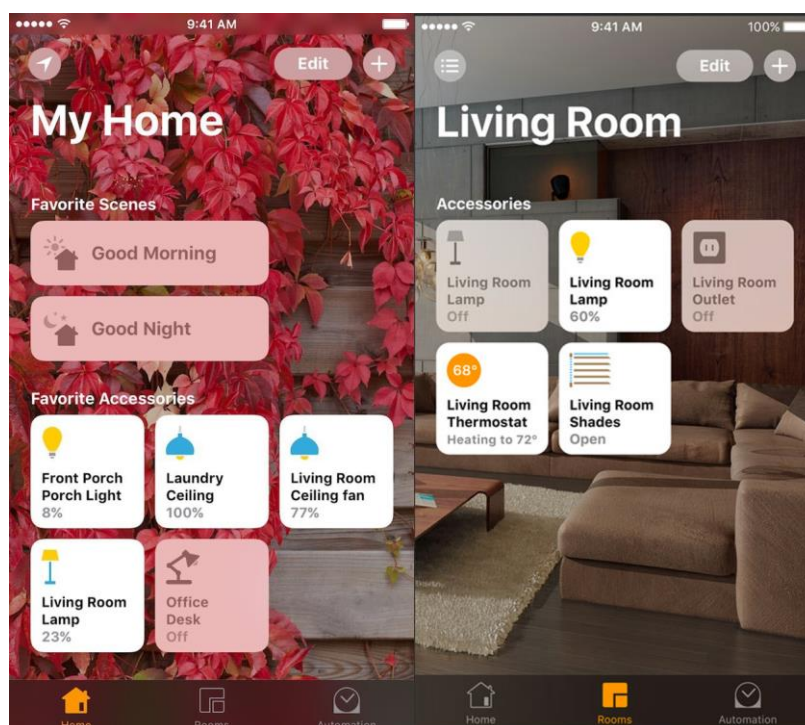 9:41 AM
Edit
My Home
Favorite Scenes
Good Morning
Good Night
Favorite Accessories
Front Porch
Porch Light
8%
Laundry
Ceiling
100%
Living Room
Ceiling fan
77%
Living Room
Lamp
23%
Office
Desk
Off
Home
Rooms
Automation
9:41 AM
100%
Edit
Living Room
Accessories
Living Room
Lamp
Off
Living Room
Lamp
60%
Living Room
Outlet
Off
68°
Living Room
Thermostat
Heating to 72°
Living Room
Shades
Open
Home
Rooms
Automation